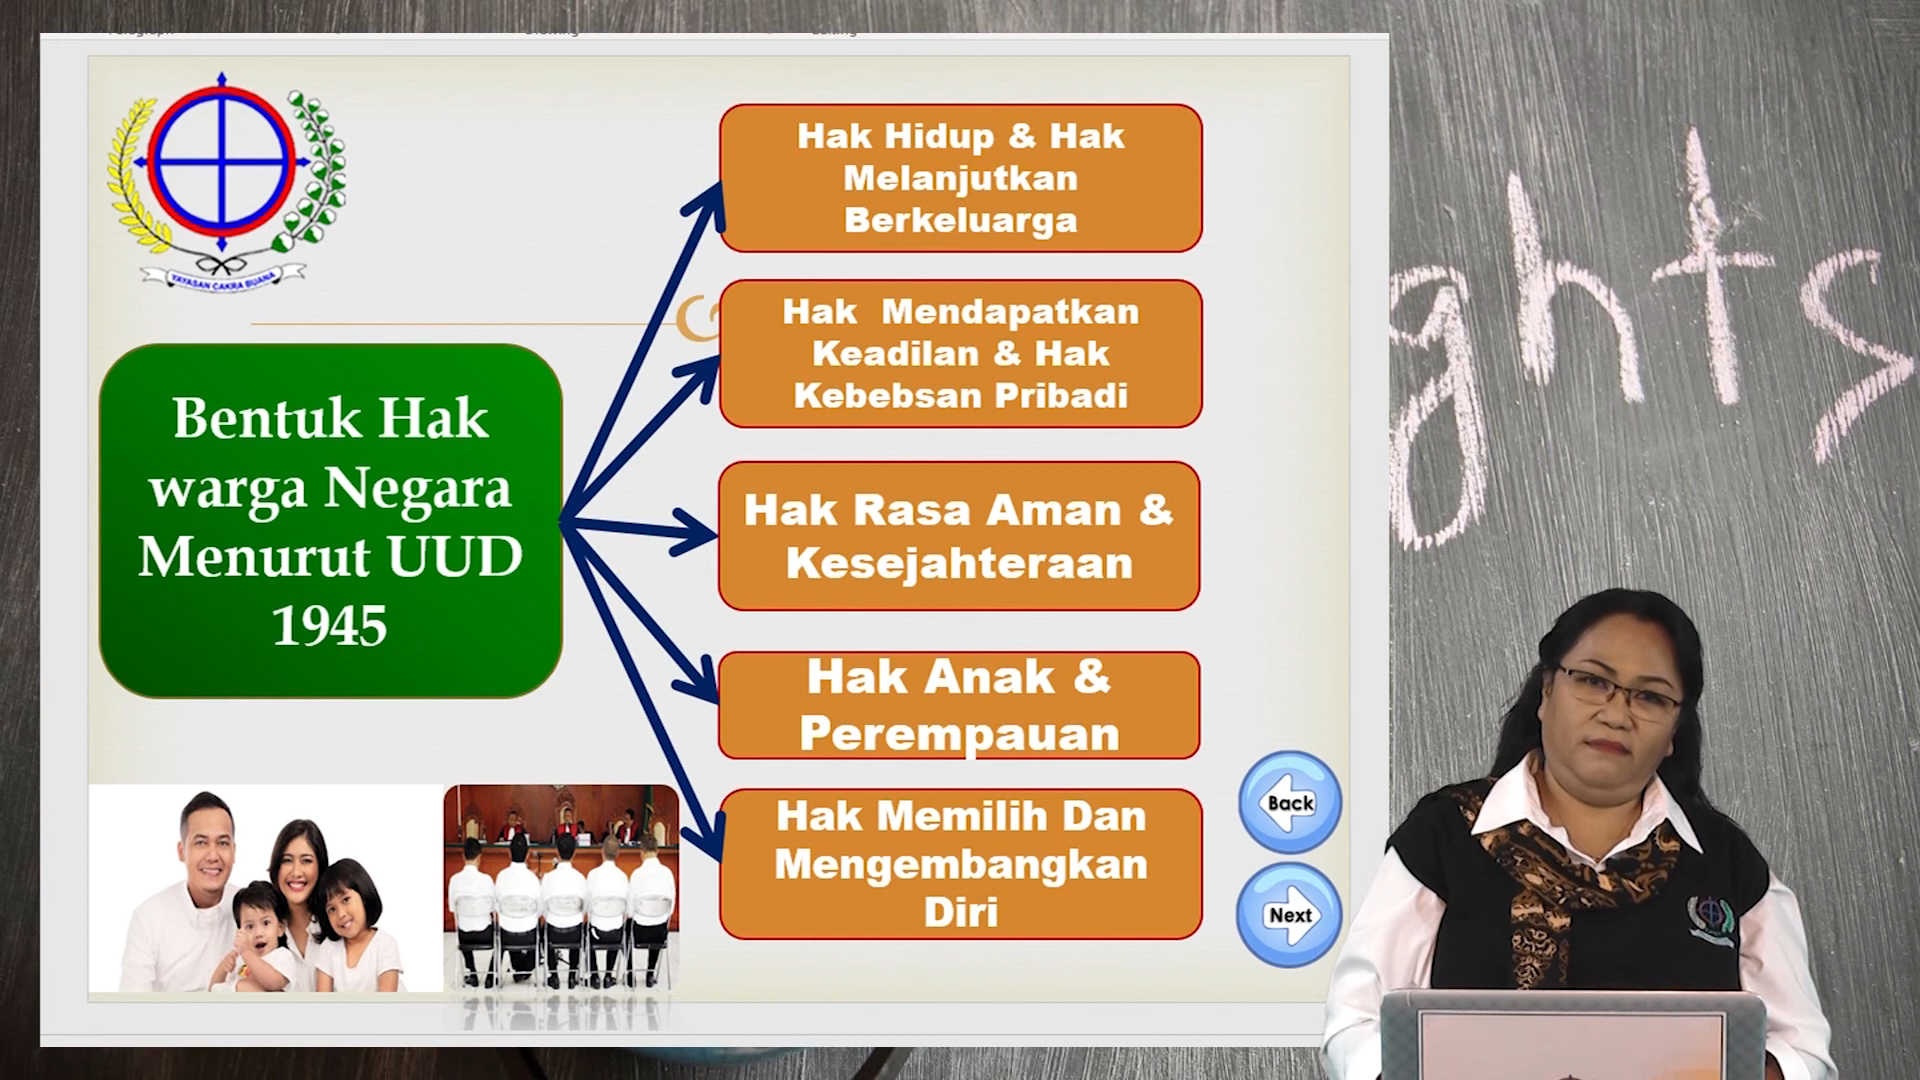 YAYASAN CAKRA BUANA
Bentuk Hak
warga Negara
Menurut UUD
1945
Hak Hidup & Hak
Melanjutkan
Berkeluarga
Hak Mendapatkan
Keadilan & Hak
Kebebsan Pribadi
Hak Rasa Aman &
Kesejahteraan
Hak Anak &
Perempauan
Hak Memilih Dan
Mengembangkan
Diri
Back
Next
ghts